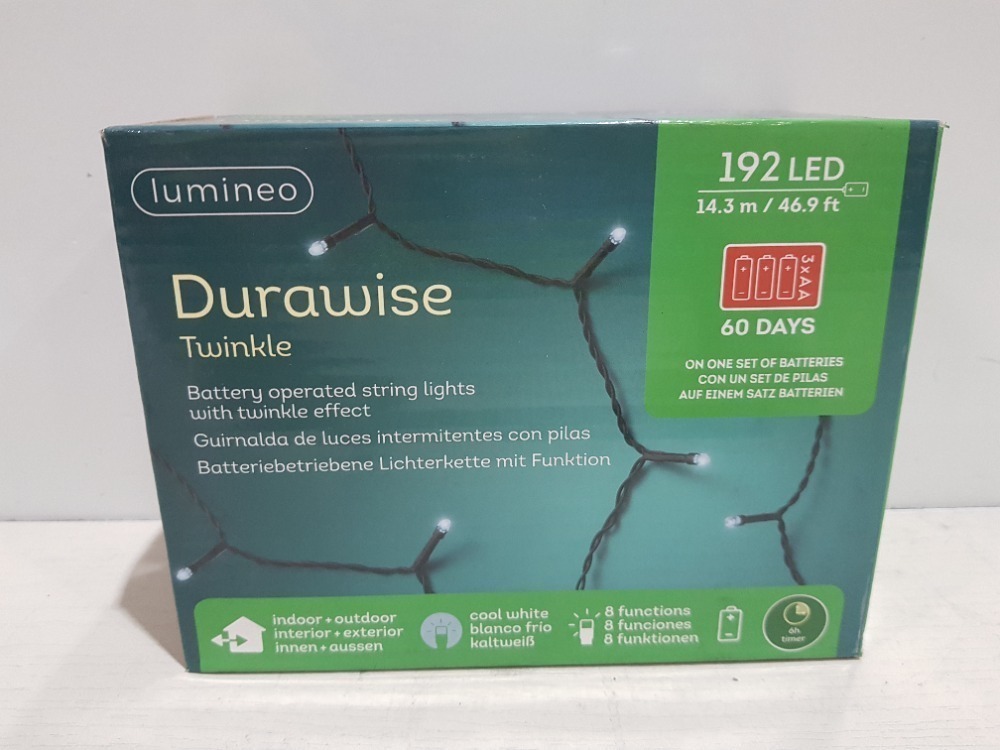 lumineo
Durawise
Twinkle
Battery operated string lights
with twinkle effect
Guirnalda de luces intermitentes con pilas
Batteriebetriebene Lichterkette mit Funktion
192 LED
14.3 m / 46.9 ft
3xAA
60 DAYS
ON ONE SET OF BATTERIES
CON UN SET DE PILAS
AUF EINEM SATZ BATTERIEN
indoor + outdoor
interior + exterior
innen + aussen
cool white
blanco frio
kaltweiß
8 functions
8 funciones
8 funktionen
6h
timer